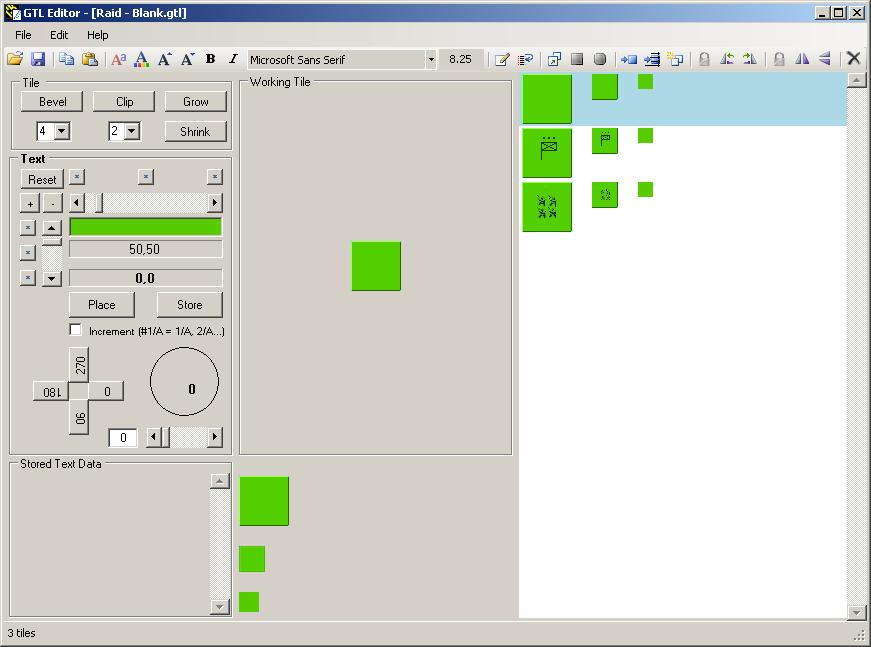 GTL Editor - [Raid - Blank.gtl]
File Edit Help
Aa A A A B I Microsoft Sans Serif 8.25
Tile
Bevel Clip Grow
4 2 Shrink
Text
Reset
+ -
50,50
0,0
Place Store
Increment (#1/A = 1/A, 2/A...)
270
180 0
90
0
0
Stored Text Data
Working Tile
3 tiles